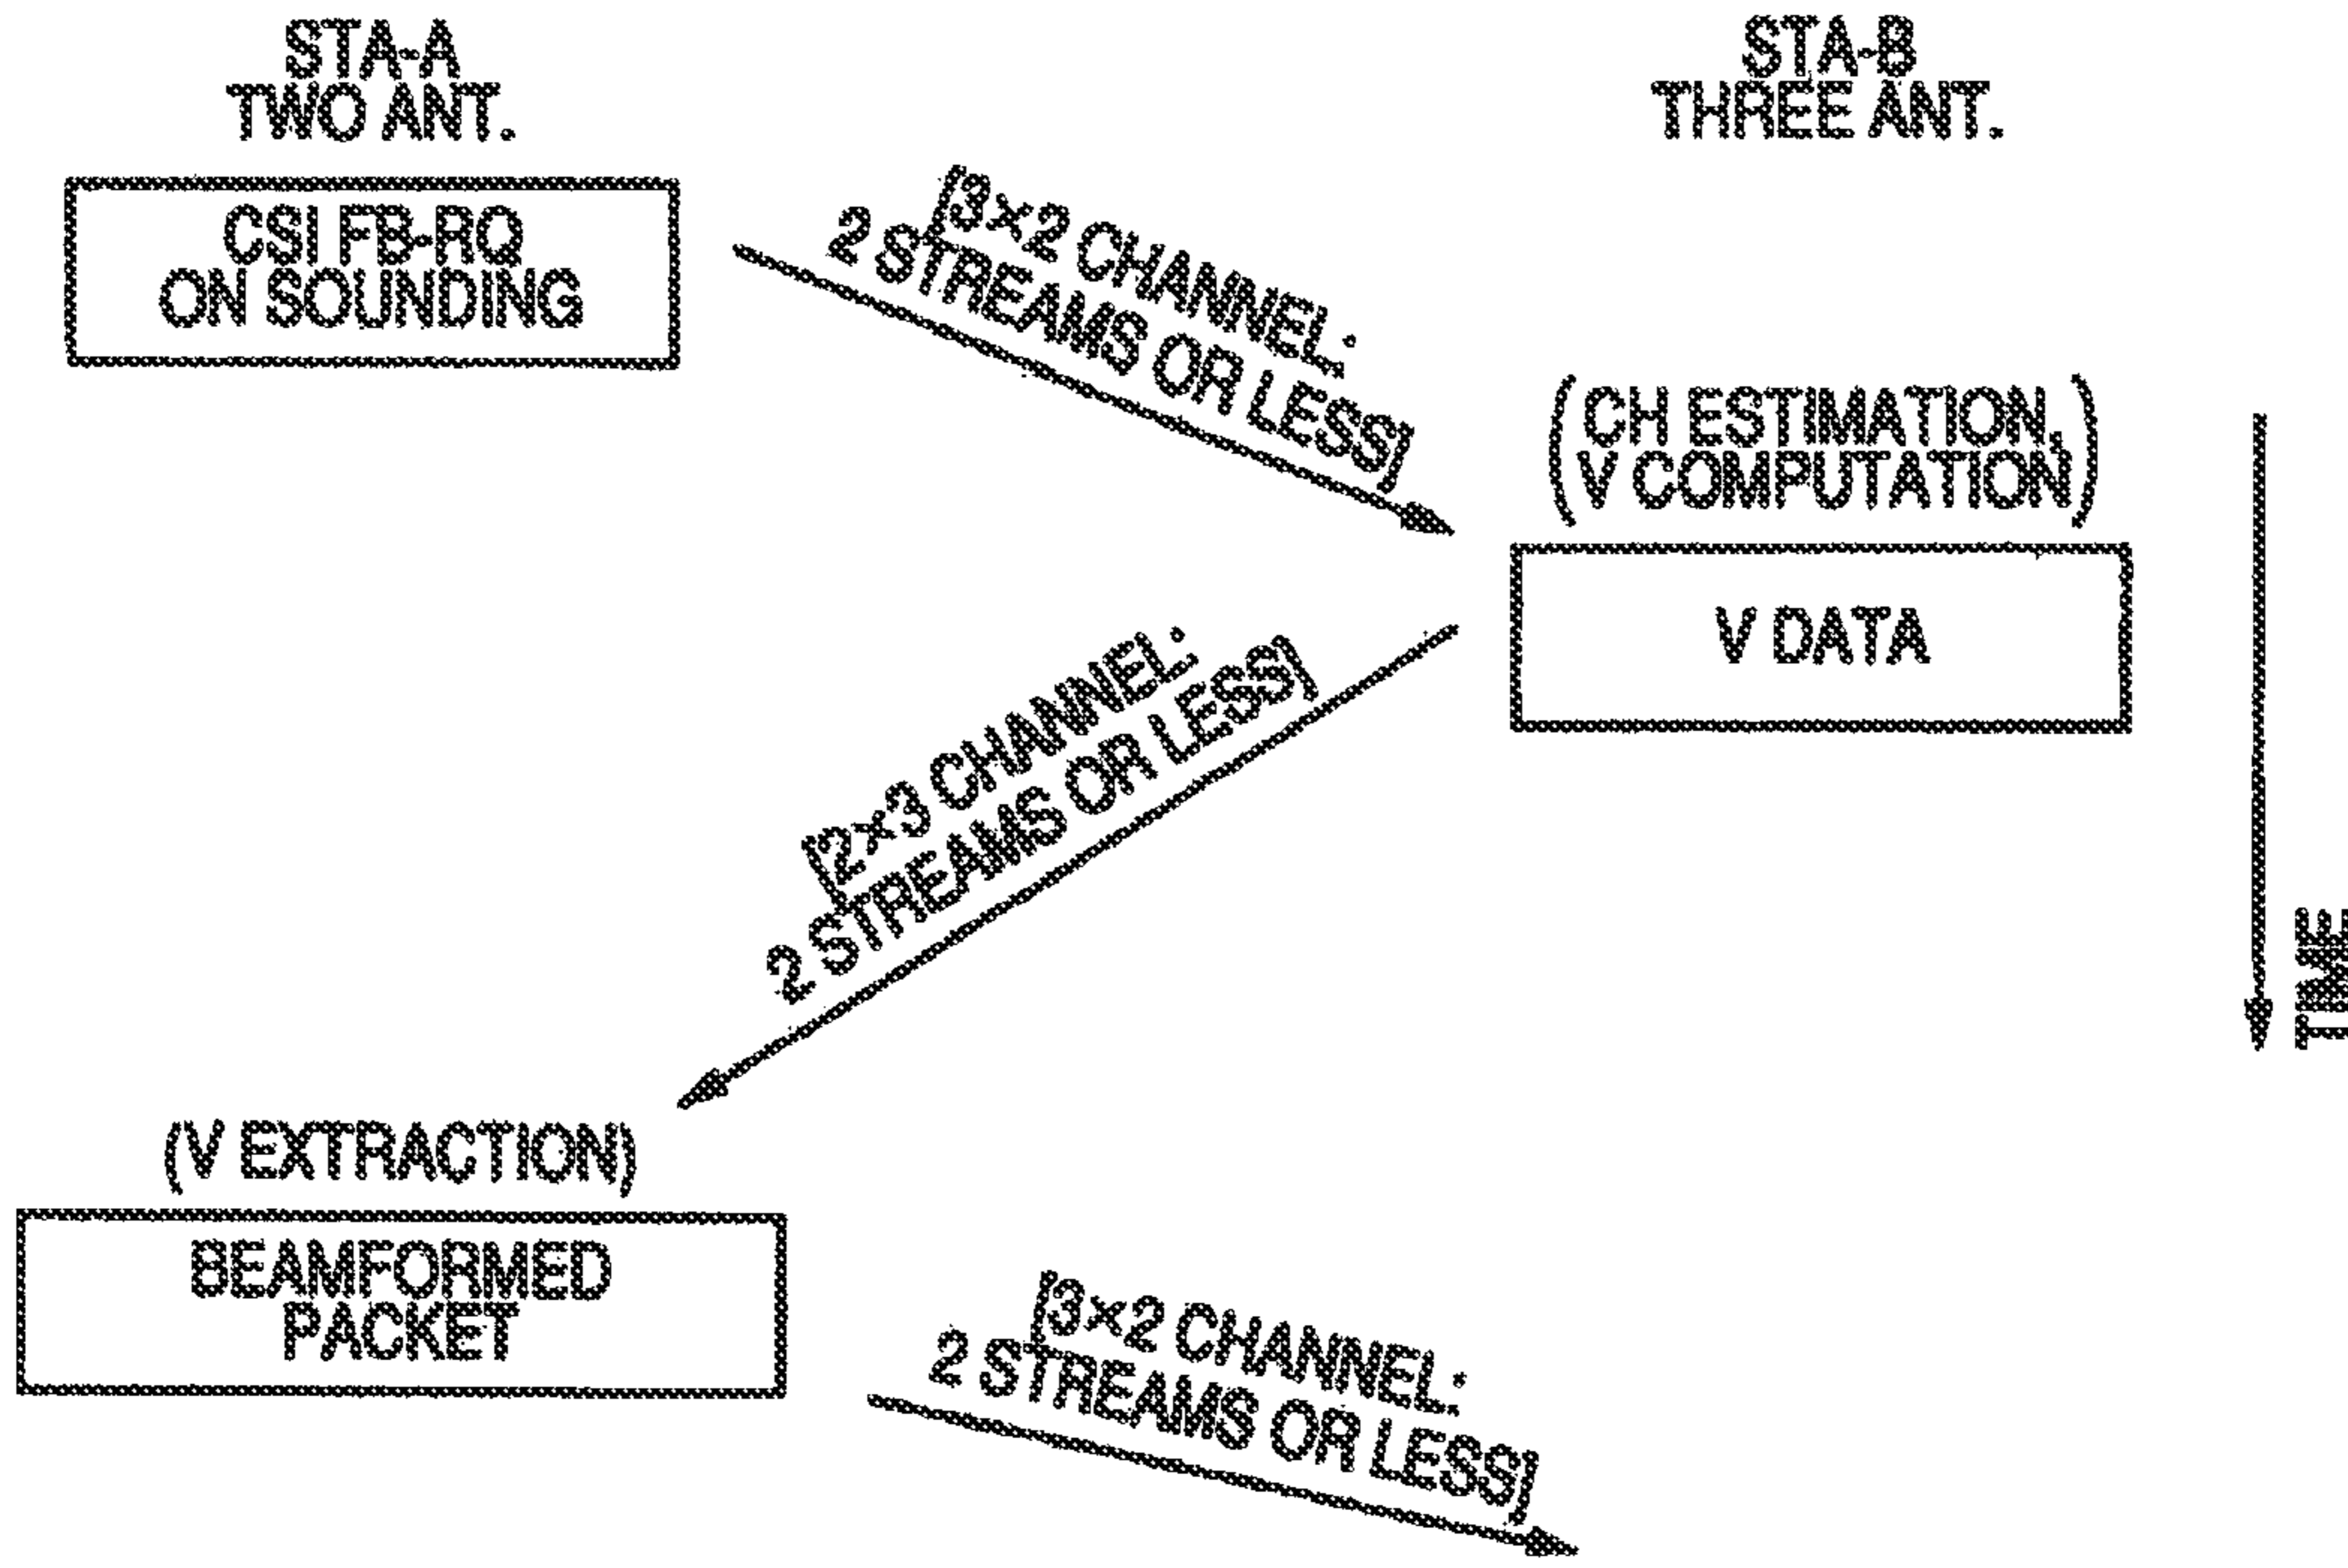 STA-A
TWO ANT.
STA-B
THREE ANT.
CSI FB-RQ
ON SOUNDING
[3×2 CHANNEL:
2 STREAMS OR LESS]
(CH ESTIMATION,
V COMPUTATION)
V DATA
[2×3 CHANNEL:
2 STREAMS OR LESS]
TIME
(V EXTRACTION)
BEAMFORMED
PACKET
[3×2 CHANNEL:
2 STREAMS OR LESS]